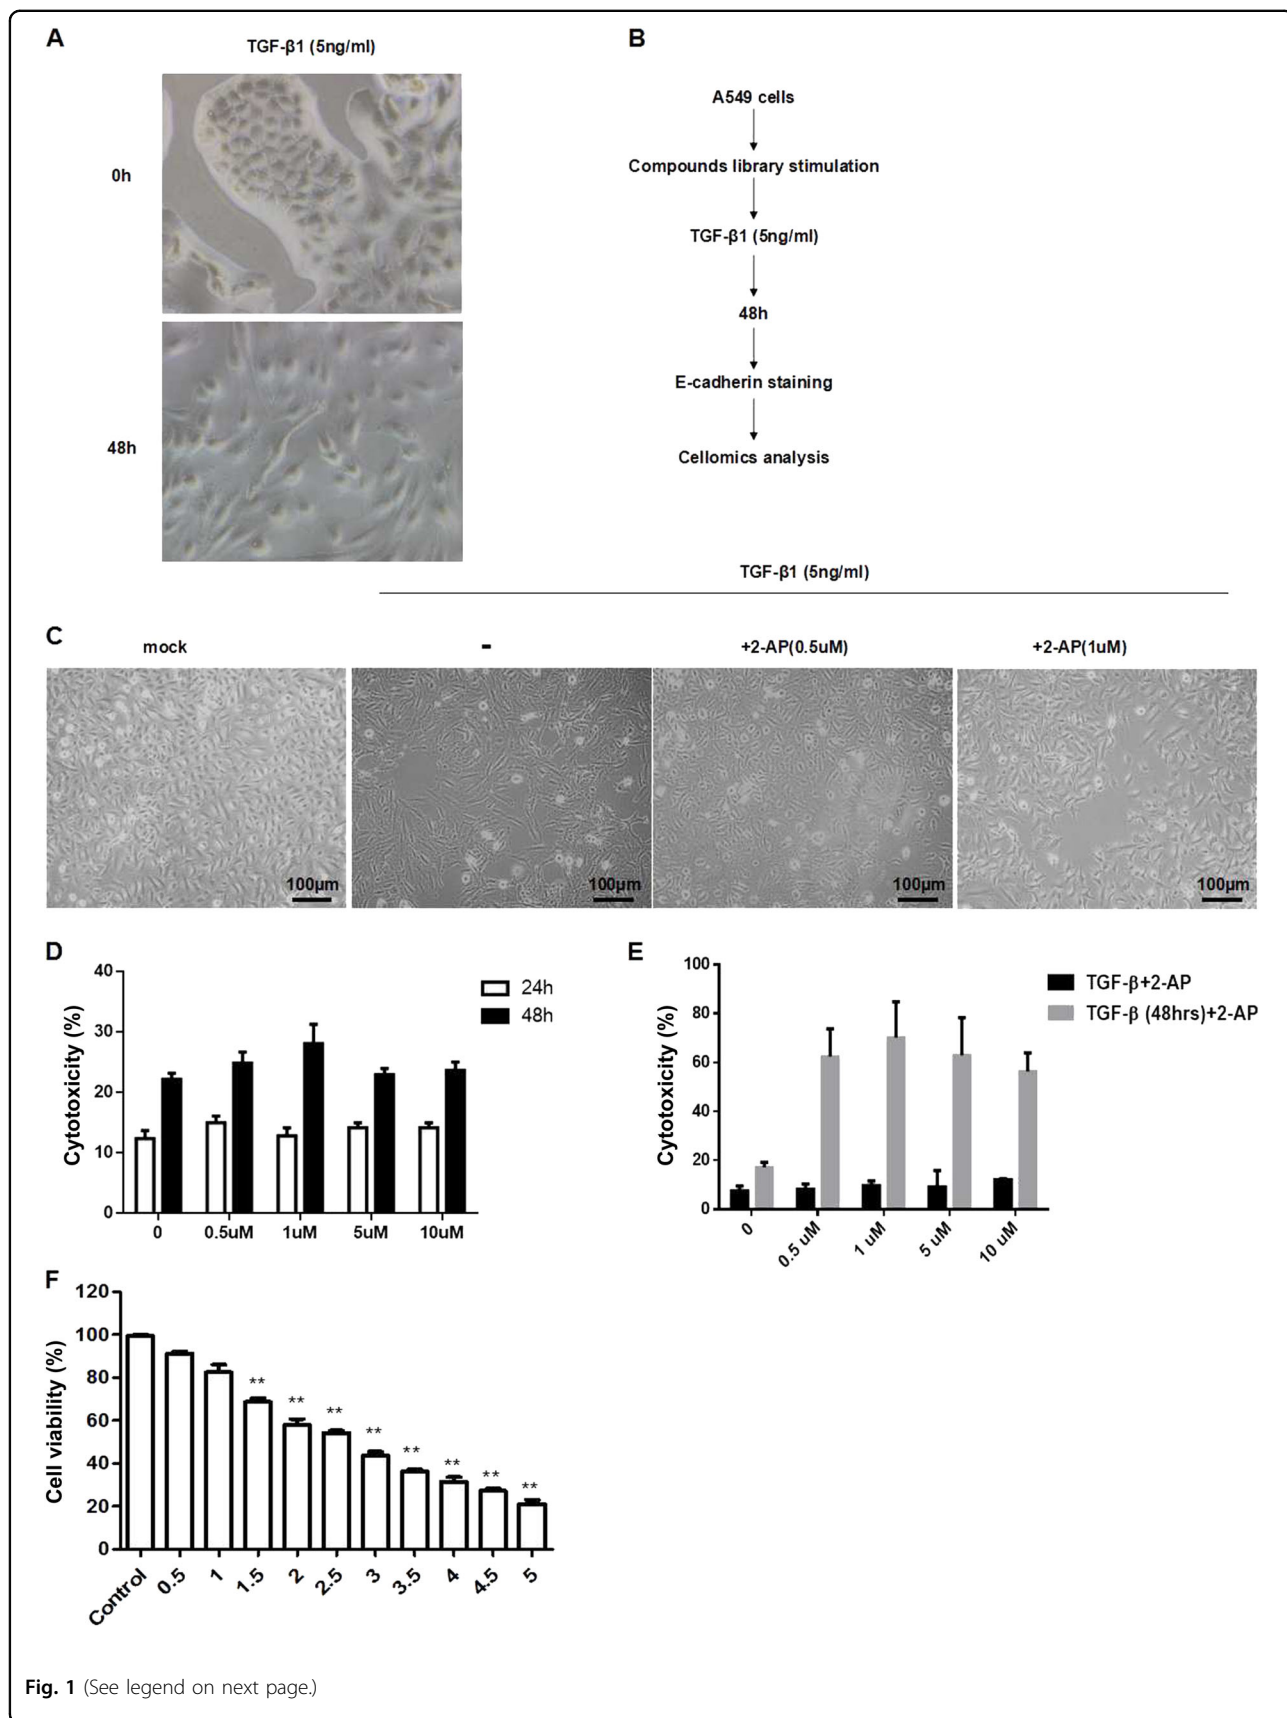 A
TGF-β1 (5ng/ml)
0h
48h
B
A549 cells
Compounds library stimulation
TGF-β1 (5ng/ml)
48h
E-cadherin staining
Cellomics analysis
TGF-β1 (5ng/ml)
C
mock
-
+2-AP(0.5uM)
+2-AP(1uM)
100μm
100μm
100μm
100μm
D
Cytotoxicity (%)
40
30
20
10
0
0
0.5uM
1uM
5uM
10uM
24h
48h
E
Cytotoxicity (%)
100
80
60
40
20
0
0
0.5 uM
1 uM
5 uM
10 uM
TGF-β+2-AP
TGF-β (48hrs)+2-AP
F
Cell viability (%)
120
100
80
60
40
20
0
**
**
**
**
**
**
**
**
Control
0.5
1
1.5
2
2.5
3
3.5
4
4.5
5
Fig. 1 (See legend on next page.)